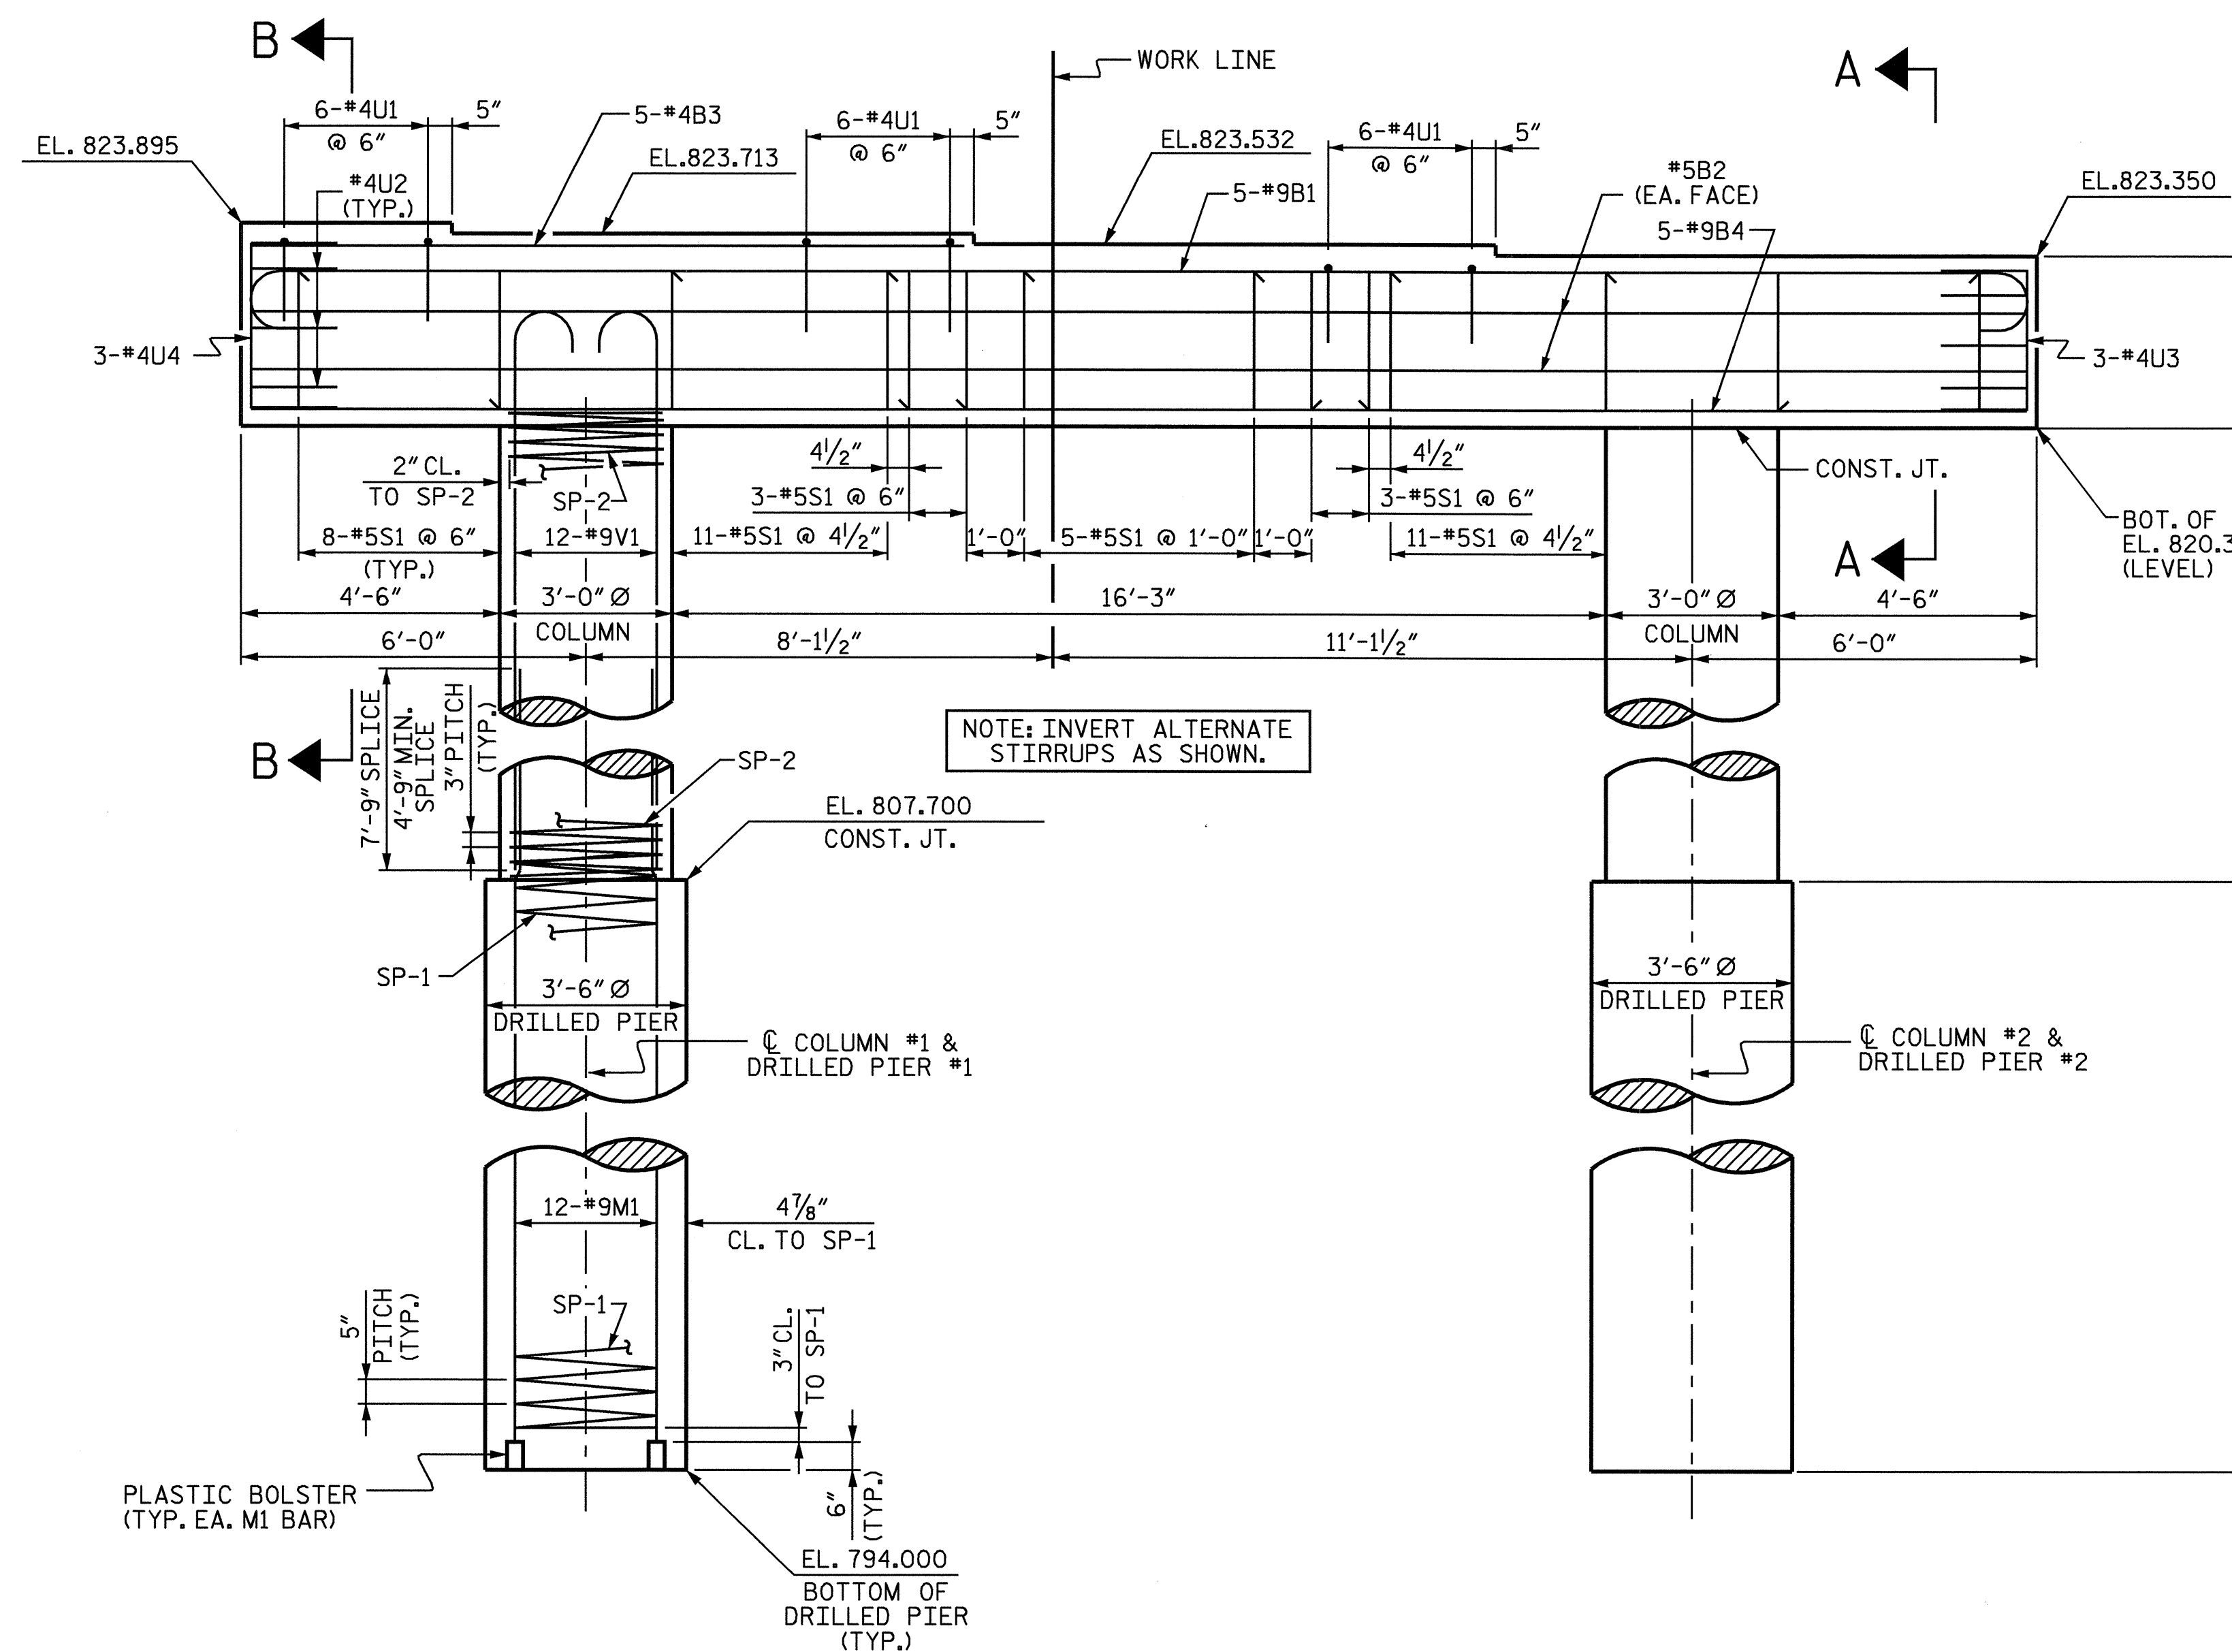 B
WORK LINE
A
6-#4U1
@ 6"
5"
5-#4B3
6-#4U1
@ 6"
5"
6-#4U1
@ 6"
5"
EL. 823.895
EL.823.713
EL.823.532
#4U2
(TYP.)
#5B2
(EA. FACE)
EL.823.350
5-#9B1
5-#9B4
3-#4U4
3-#4U3
2" CL.
TO SP-2
SP-2
4½"
4½"
CONST. JT.
3-#5S1 @ 6"
3-#5S1 @ 6"
8-#5S1 @ 6"
(TYP.)
12-#9V1
11-#5S1 @ 4½"
1'-0"
5-#5S1 @ 1'-0"
1'-0"
11-#5S1 @ 4½"
A
BOT. OF
EL. 820.3
(LEVEL)
4'-6"
3'-0" Ø
COLUMN
16'-3"
3'-0" Ø
COLUMN
4'-6"
6'-0"
8'-1½"
11'-1½"
6'-0"
7'-9" SPLICE
4'-9" MIN.
SPLICE
3" PITCH
(TYP.)
NOTE: INVERT ALTERNATE
STIRRUPS AS SHOWN.
B
SP-2
EL. 807.700
CONST. JT.
SP-1
3'-6" Ø
DRILLED PIER
3'-6" Ø
DRILLED PIER
℄ COLUMN #1 &
DRILLED PIER #1
℄ COLUMN #2 &
DRILLED PIER #2
12-#9M1
4⅞"
CL. TO SP-1
SP-1
5"
PITCH
(TYP.)
3" CL.
TO SP-1
PLASTIC BOLSTER
(TYP. EA. M1 BAR)
6"
(TYP.)
EL. 794.000
BOTTOM OF
DRILLED PIER
(TYP.)